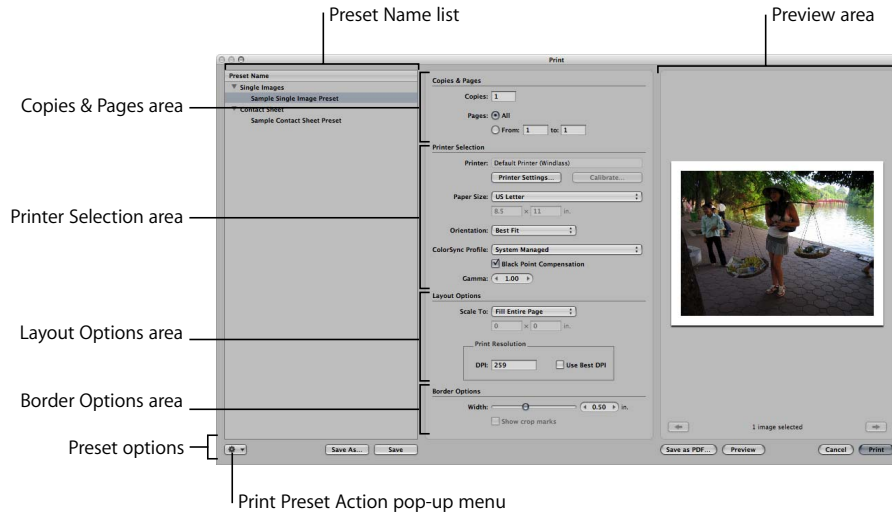 Preset Name list
Preview area
Print
Preset Name
Single Images
Sample Single Image Preset
Contact Sheet
Sample Contact Sheet Preset
Copies & Pages area
Copies & Pages
Copies: 1
Pages: All
From: 1 to: 1
Printer Selection area
Printer Selection
Printer: Default Printer (Windlass)
Printer Settings... Calibrate...
Paper Size: US Letter
8.5 x 11 in.
Orientation: Best Fit
ColorSync Profile: System Managed
Black Point Compensation
Gamma: 1.00
Layout Options area
Layout Options
Scale To: Fill Entire Page
0 x 0 in.
Print Resolution
DPI: 259 Use Best DPI
Border Options area
Border Options
Width: 0.50 in.
Show crop marks
1 image selected
Preset options
Save As... Save
Save as PDF... Preview Cancel Print
Print Preset Action pop-up menu